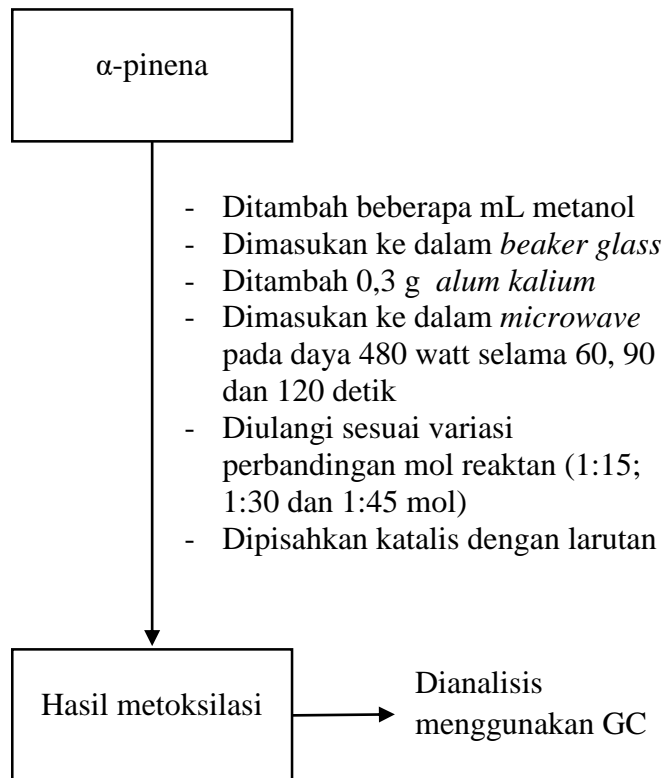 α-pinena
- Ditambah beberapa mL metanol
- Dimasukan ke dalam beaker glass
- Ditambah 0,3 g alum kalium
- Dimasukan ke dalam microwave
pada daya 480 watt selama 60, 90
dan 120 detik
- Diulangi sesuai variasi
perbandingan mol reaktan (1:15;
1:30 dan 1:45 mol)
- Dipisahkan katalis dengan larutan
Hasil metoksilasi
Dianalisis
menggunakan GC